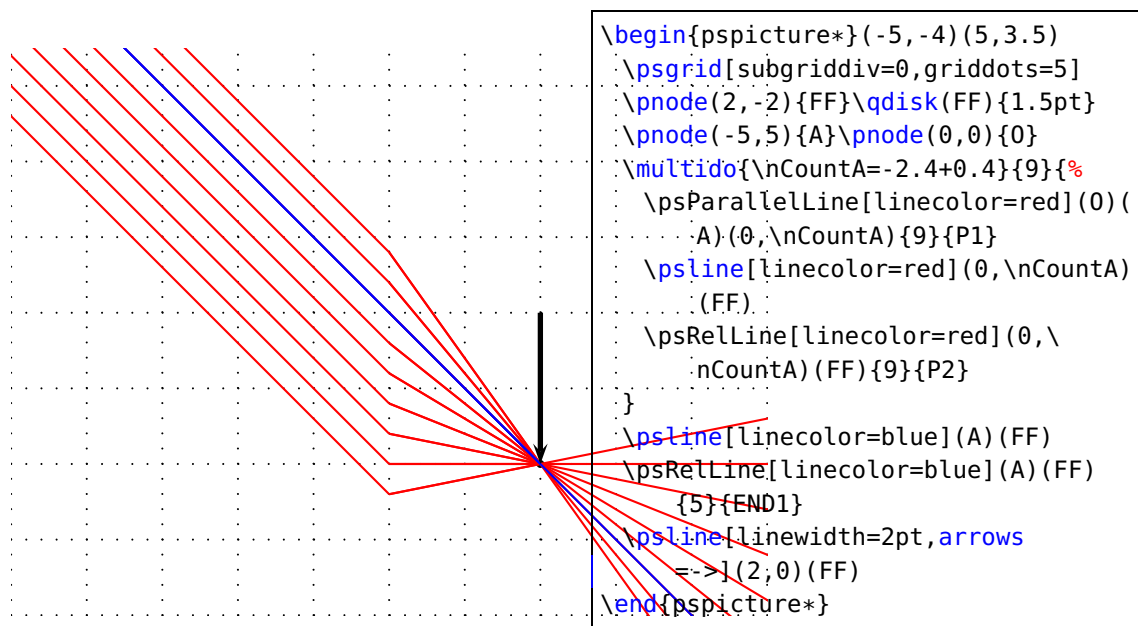 \begin{pspicture*}(-5,-4)(5,3.5)
\psgrid[subgriddiv=0,griddots=5]
\pnode(2,-2){FF}\qdisk(FF){1.5pt}
\pnode(-5,5){A}\pnode(0,0){O}
\multido{\nCountA=-2.4+0.4}{9}{%
\psParallelLine[linecolor=red](O)(
A)(0,\nCountA){9}{P1}
\psline[linecolor=red](0,\nCountA)
(FF)
\psRelLine[linecolor=red](0,\
nCountA)(FF){9}{P2}
}
\psline[linecolor=blue](A)(FF)
\psRelLine[linecolor=blue](A)(FF)
{5}{END1}
\psline[linewidth=2pt,arrows
=->](2,0)(FF)
\end{pspicture*}